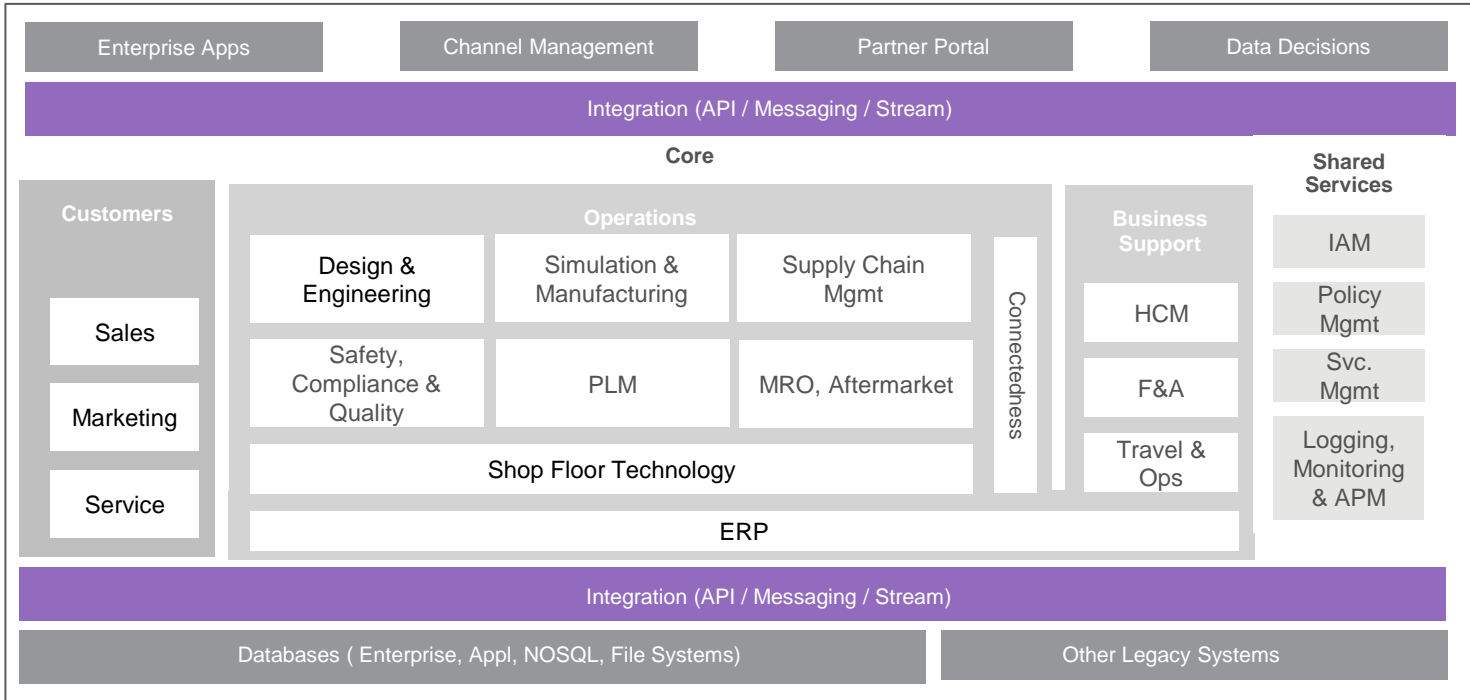 Enterprise Apps
Channel Management
Partner Portal
Data Decisions
Integration (API / Messaging / Stream)
Core
Customers
Sales
Marketing
Service
Operations
Design &
Engineering
Simulation &
Manufacturing
Supply Chain
Mgmt
Safety,
Compliance &
Quality
PLM
MRO, Aftermarket
Shop Floor Technology
Connectedness
ERP
Business
Support
HCM
F&A
Travel &
Ops
Shared
Services
IAM
Policy
Mgmt
Svc.
Mgmt
Logging,
Monitoring
& APM
Integration (API / Messaging / Stream)
Databases ( Enterprise, Appl, NOSQL, File Systems)
Other Legacy Systems